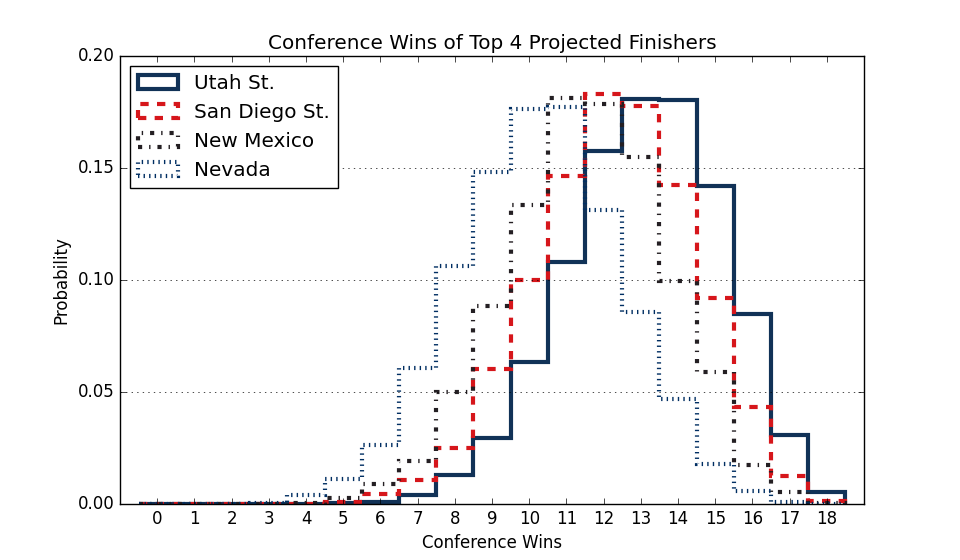 Conference Wins of Top 4 Projected Finishers
0.20
0.15
0.10
0.05
0.00
Probability
Utah St.
San Diego St.
New Mexico
Nevada
0 1 2 3 4 5 6 7 8 9 10 11 12 13 14 15 16 17 18
Conference Wins